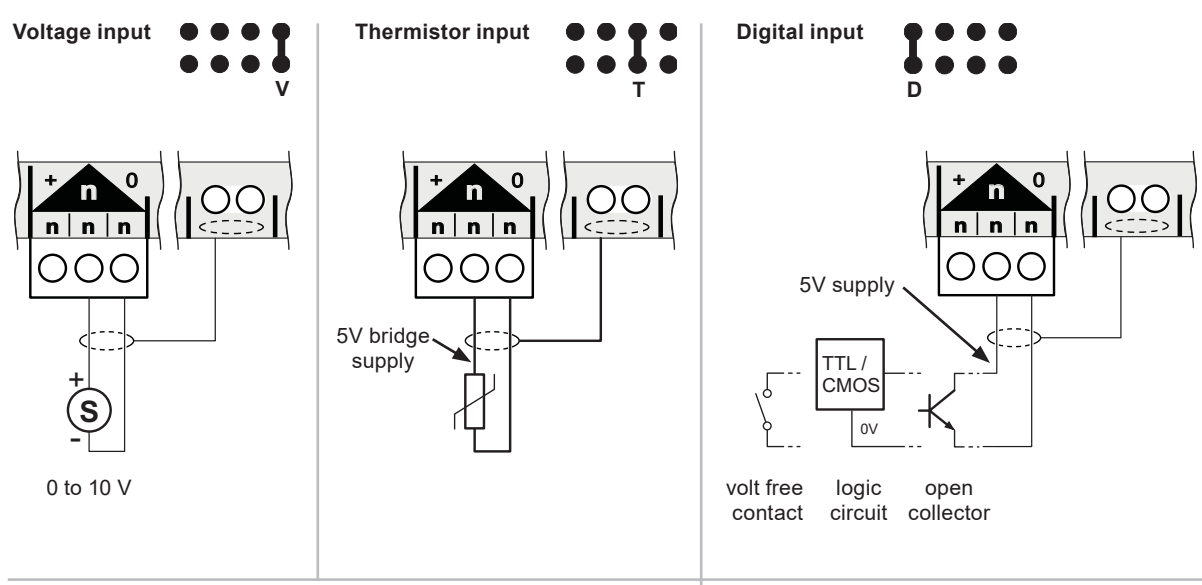 Voltage input
V
+ n 0
n n n
+
S
-
0 to 10 V
Thermistor input
T
+ n 0
n n n
5V bridge
supply
Digital input
D
+ n 0
n n n
5V supply
TTL /
CMOS
0V
volt free
contact
logic
circuit
open
collector